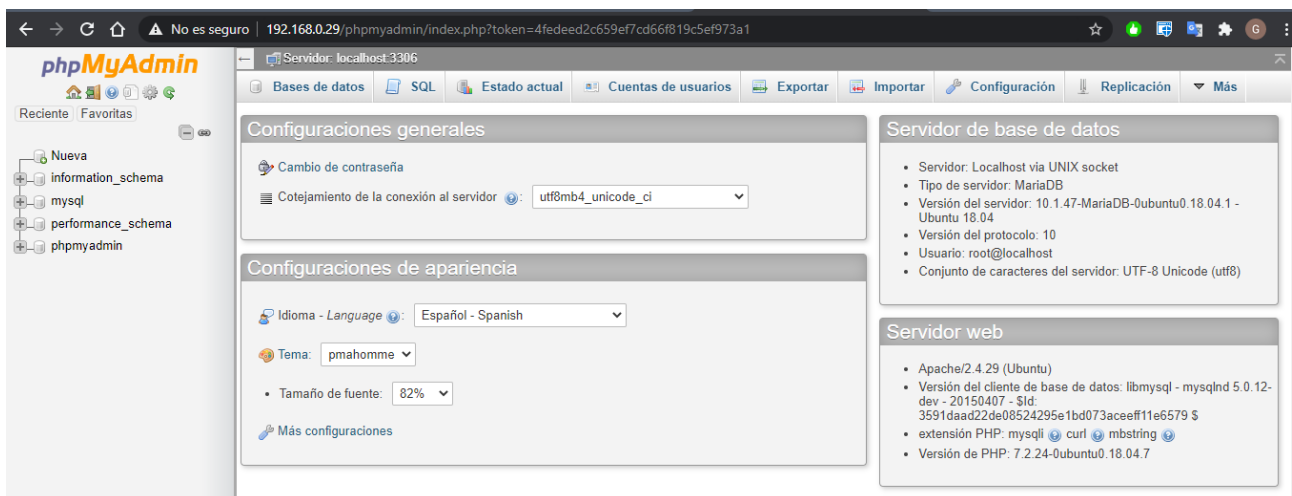 No es seguro
192.168.0.29/phpmyadmin/index.php?token=4fedeed2c659ef7cd66f819c5ef973a1
G
phpMyAdmin
Reciente Favoritas
Nueva
information_schema
mysql
performance_schema
phpmyadmin
Servidor: localhost:3306
Bases de datos SQL Estado actual Cuentas de usuarios Exportar Importar Configuración Replicación Más
Configuraciones generales
Cambio de contraseña
Cotejamiento de la conexión al servidor : utf8mb4_unicode_ci
Configuraciones de apariencia
Idioma - Language : Español - Spanish
Tema: pmahomme
Tamaño de fuente: 82%
Más configuraciones
Servidor de base de datos
Servidor: Localhost via UNIX socket
Tipo de servidor: MariaDB
Versión del servidor: 10.1.47-MariaDB-0ubuntu0.18.04.1 -
Ubuntu 18.04
Versión del protocolo: 10
Usuario: root@localhost
Conjunto de caracteres del servidor: UTF-8 Unicode (utf8)
Servidor web
Apache/2.4.29 (Ubuntu)
Versión del cliente de base de datos: libmysql - mysqlnd 5.0.12-
dev - 20150407 - $Id:
3591daad22de08524295e1bd073aceeff11e6579 $
extensión PHP: mysqli curl mbstring
Versión de PHP: 7.2.24-0ubuntu0.18.04.7